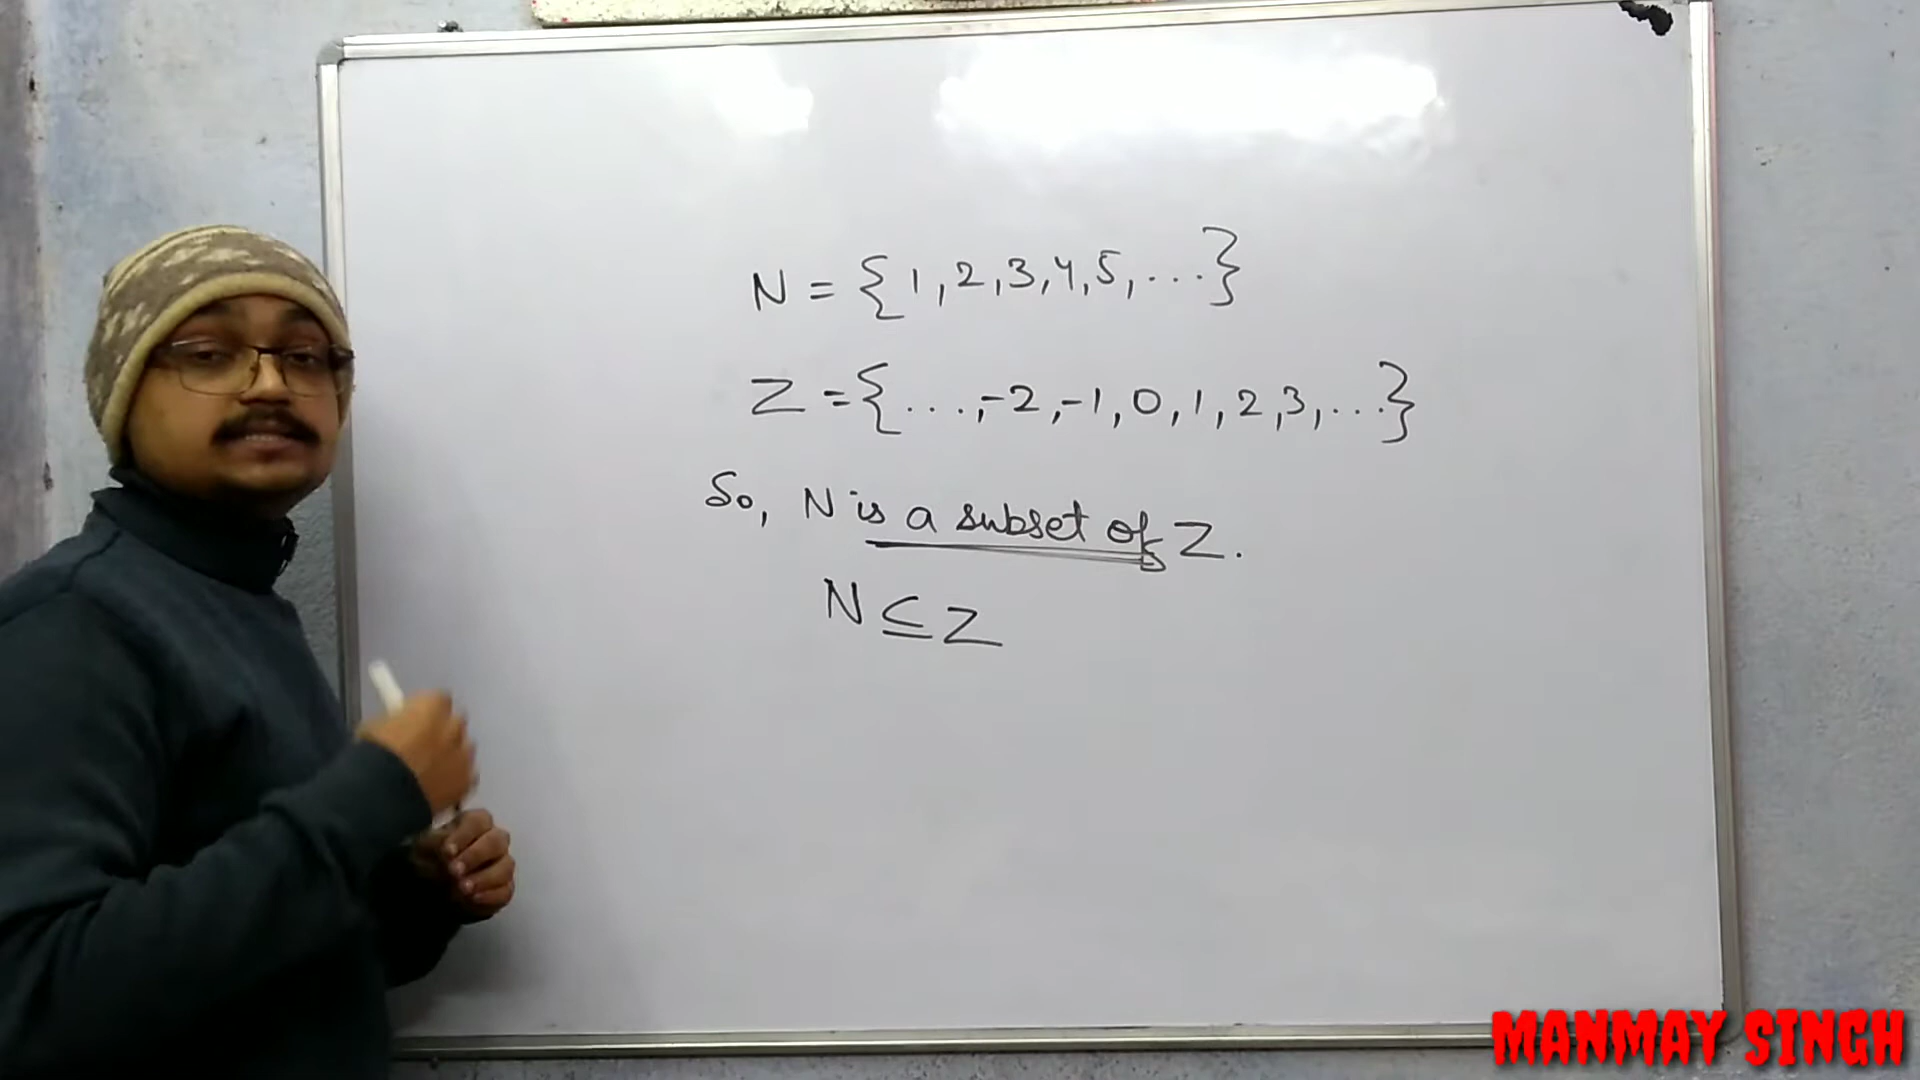 N = {1, 2, 3, 4, 5, ...}
Z = {..., -2, -1, 0, 1, 2, 3, ...}
So, N is a subset of Z.
N ⊆ Z
MANMAY SINGH